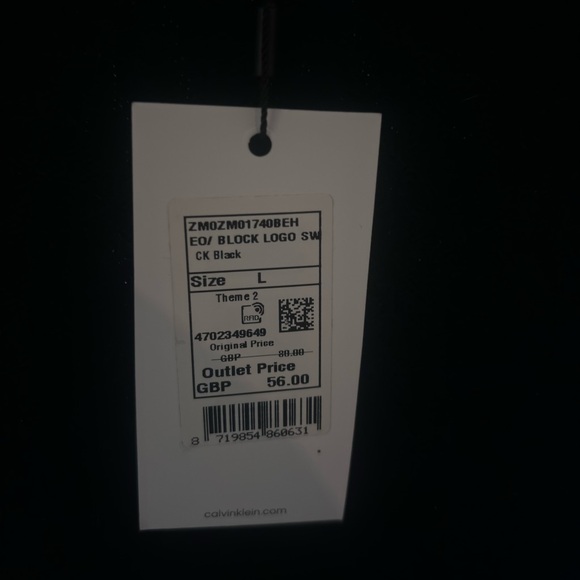 ZM0ZM01740BEH
EO/ BLOCK LOGO SW
CK Black
Size L
Theme 2
RFID
4702349649
Original Price
GBP 80.00
Outlet Price
GBP 56.00
8 719854 860631
calvinklein.com